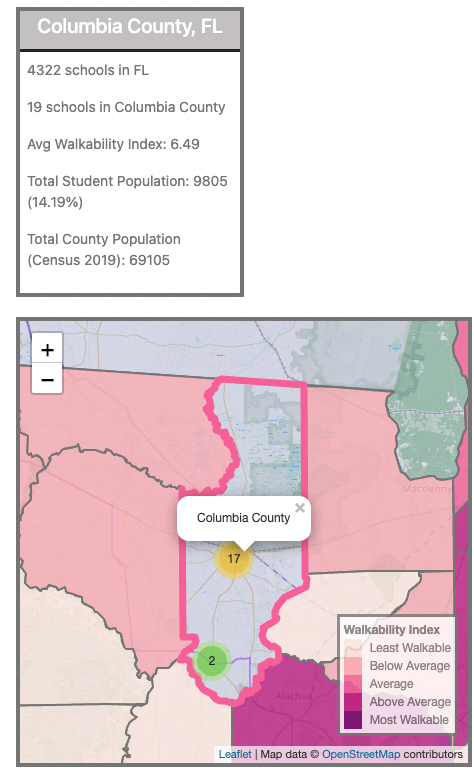 Columbia County, FL
4322 schools in FL
19 schools in Columbia County
Avg Walkability Index: 6.49
Total Student Population: 9805
(14.19%)
Total County Population
(Census 2019): 69105
+
−
Macclenny
Columbia County
×
17
2
Alachua
Walkability Index
Least Walkable
Below Average
Average
Above Average
Most Walkable
Leaflet | Map data © OpenStreetMap contributors